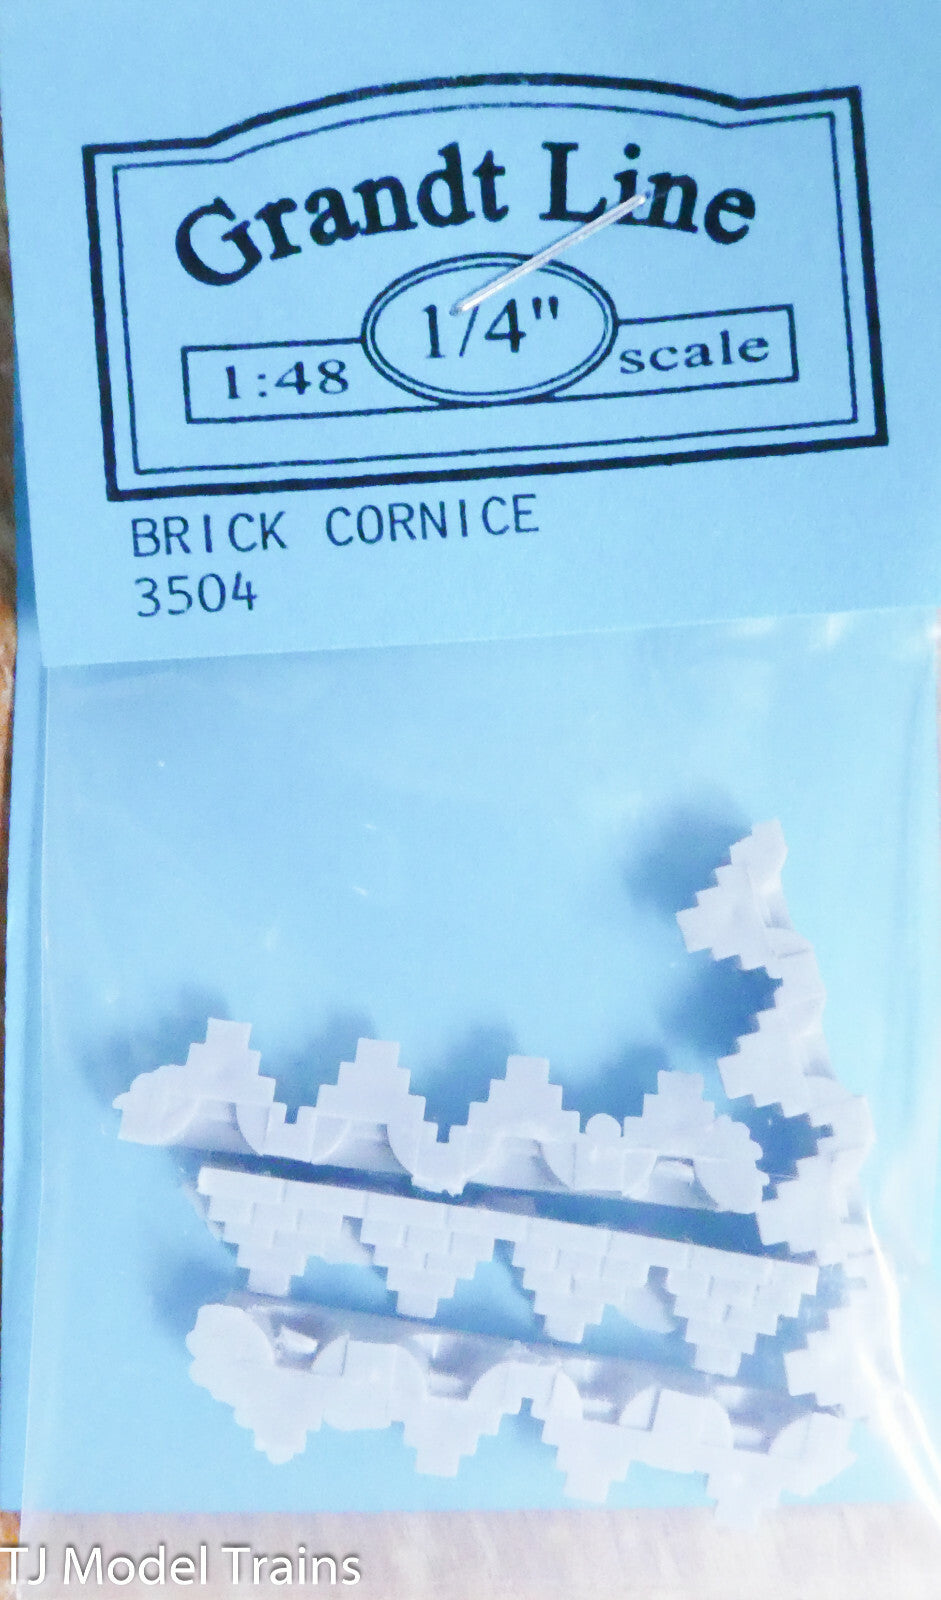 Grandt Line
1:48 1/4" scale
BRICK CORNICE
3504
TJ Model Trains